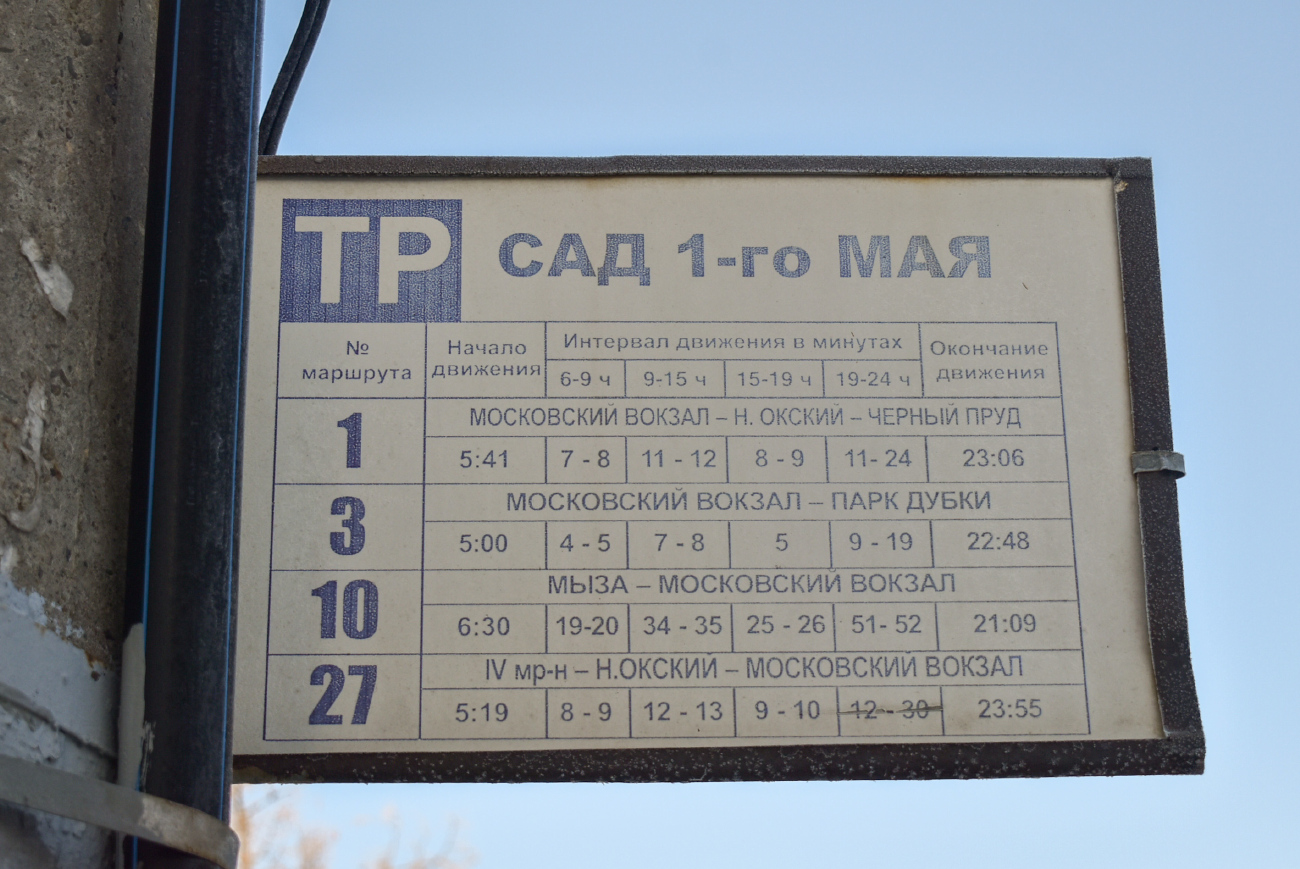 ТР САД 1-го МАЯ
№ маршрута Начало движения Интервал движения в минутах Окончание движения
6-9 ч 9-15 ч 15-19 ч 19-24 ч
1 МОСКОВСКИЙ ВОКЗАЛ – Н. ОКСКИЙ – ЧЕРНЫЙ ПРУД
5:41 7 - 8 11 - 12 8 - 9 11- 24 23:06
3 МОСКОВСКИЙ ВОКЗАЛ – ПАРК ДУБКИ
5:00 4 - 5 7 - 8 5 9 - 19 22:48
10 МЫЗА – МОСКОВСКИЙ ВОКЗАЛ
6:30 19-20 34 - 35 25 - 26 51- 52 21:09
27 IV мр-н – Н.ОКСКИЙ – МОСКОВСКИЙ ВОКЗАЛ
5:19 8 - 9 12 - 13 9 - 10 12 - 30 23:55